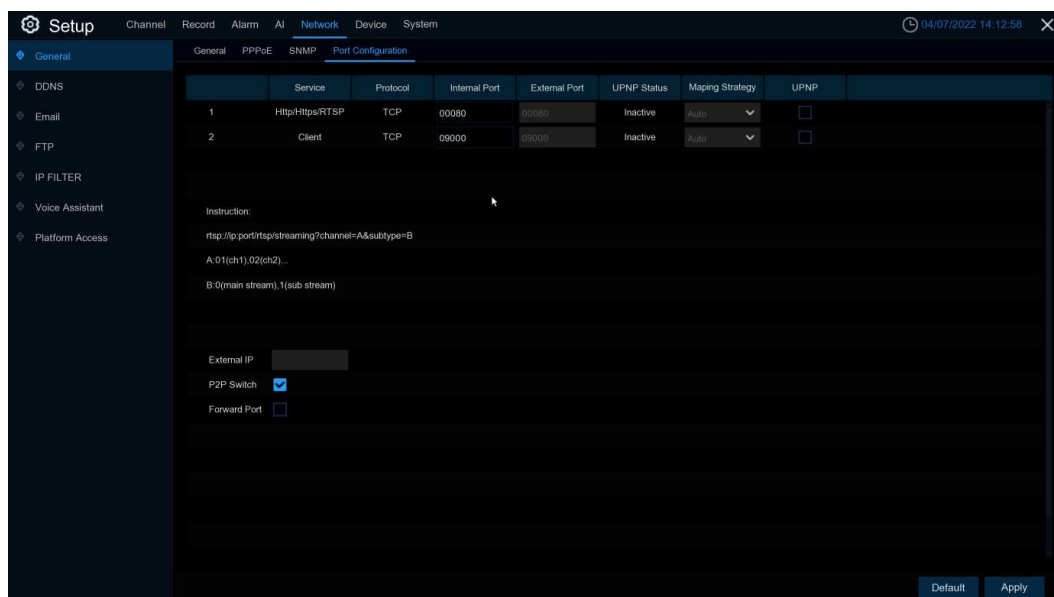 Setup Channel Record Alarm AI Network Device System 04/07/2022 14:12:58
General General PPPoE SNMP Port Configuration
DDNS
Email
FTP
IP FILTER
Voice Assistant
Platform Access
Service Protocol Internal Port External Port UPNP Status Maping Strategy UPNP
1 Http/Https/RTSP TCP 00080 00080 Inactive Auto
2 Client TCP 09000 09000 Inactive Auto
Instruction:
rtsp://ip:port/rtsp/streaming?channel=A&subtype=B
A:01(ch1),02(ch2)...
B:0(main stream),1(sub stream)
External IP
P2P Switch
Forward Port
Default Apply